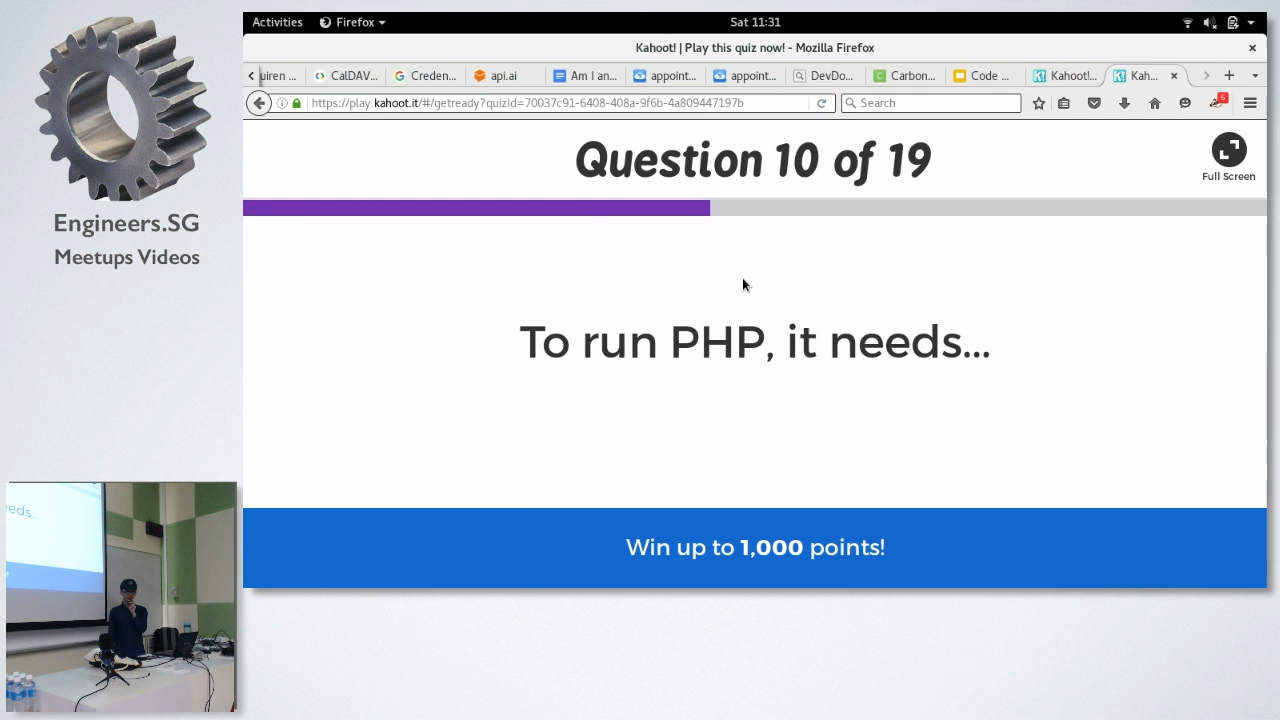 Activities
Firefox
Sat 11:31
Kahoot! | Play this quiz now! - Mozilla Firefox
uiren ...
CalDAV...
Creden...
api.ai
Am I an...
appoint...
appoint...
DevDo...
Carbon...
Code ...
Kahoot!...
Kah...
https://play.kahoot.it/#/getready?quizId=70037c91-6408-408a-9f6b-4a809447197b
Search
6
Question 10 of 19
Full Screen
Engineers.SG
Meetups Videos
To run PHP, it needs...
Win up to 1,000 points!
eeds...